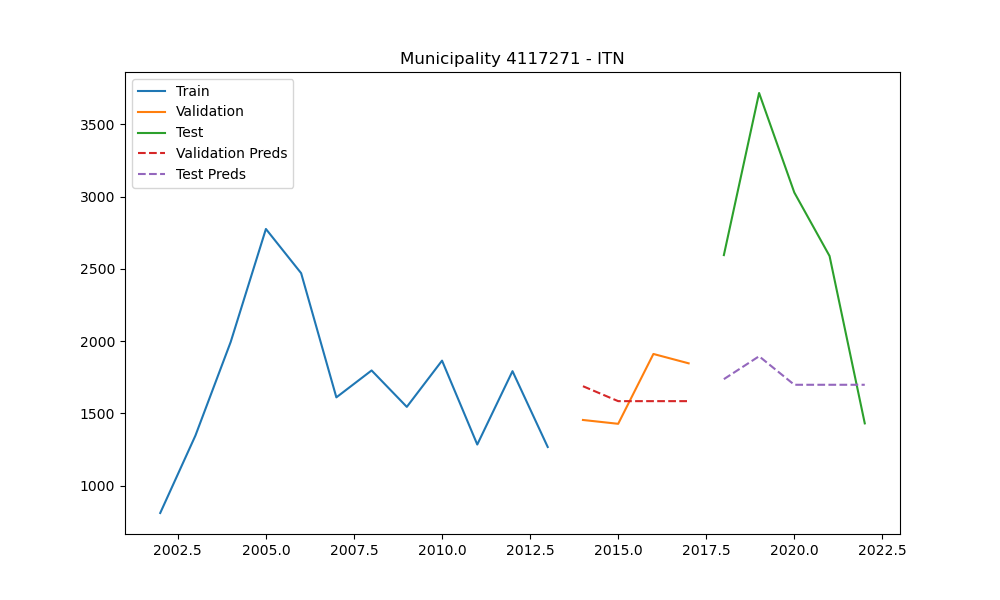 Municipality 4117271 - ITN
Train
Validation
Test
Validation Preds
Test Preds
3500
3000
2500
2000
1500
1000
2002.5 2005.0 2007.5 2010.0 2012.5 2015.0 2017.5 2020.0 2022.5